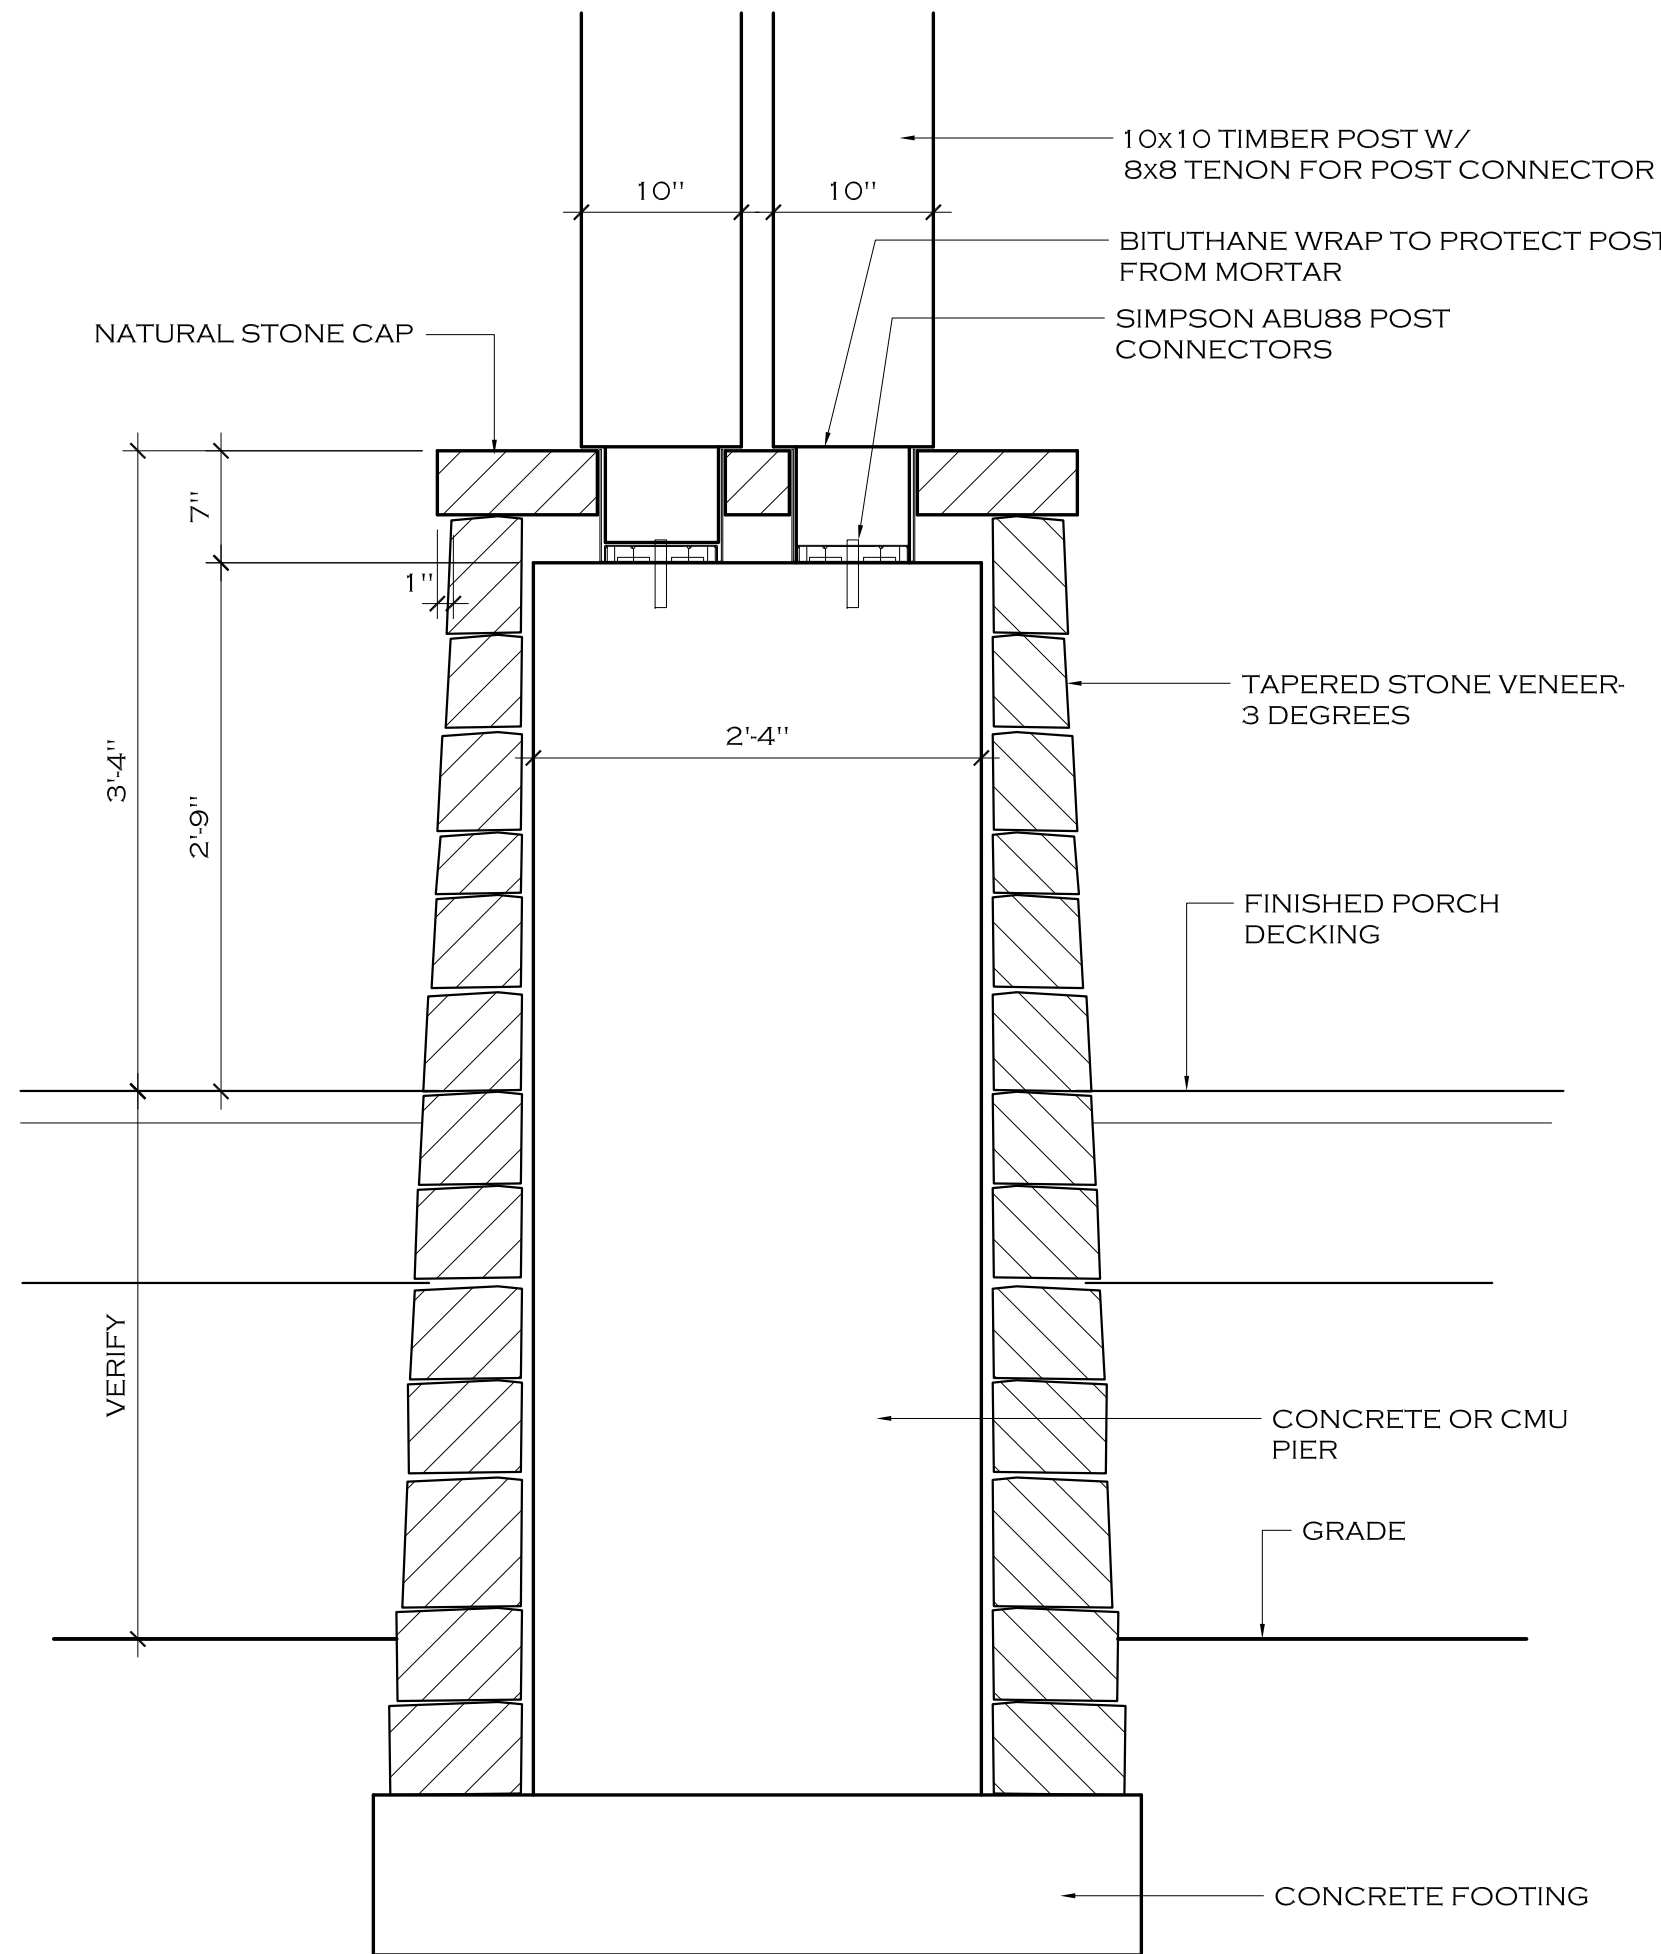 10x10 TIMBER POST W/
8x8 TENON FOR POST CONNECTOR
10"
10"
BITUTHANE WRAP TO PROTECT POST
FROM MORTAR
SIMPSON ABU88 POST
CONNECTORS
NATURAL STONE CAP
7"
1"
TAPERED STONE VENEER-
3 DEGREES
2'-4"
3'-4"
2'-9"
FINISHED PORCH
DECKING
VERIFY
CONCRETE OR CMU
PIER
GRADE
CONCRETE FOOTING